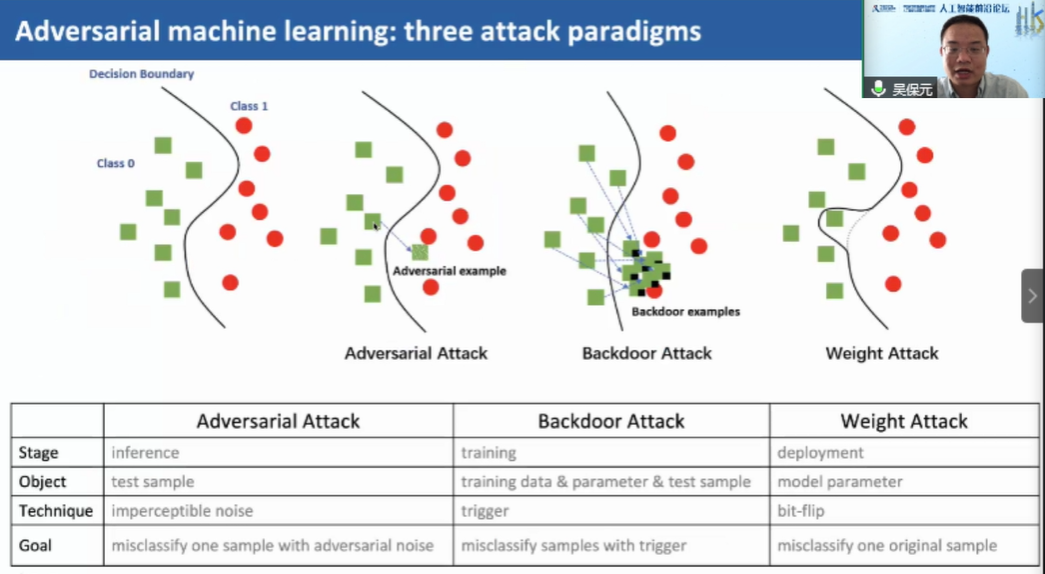 Adversarial machine learning: three attack paradigms
人工智能前沿论坛
吴保元
Decision Boundary
Class 1
Class 0
Adversarial example
Backdoor examples
Adversarial Attack
Backdoor Attack
Weight Attack
Adversarial Attack Backdoor Attack Weight Attack
Stage inference training deployment
Object test sample training data & parameter & test sample model parameter
Technique imperceptible noise trigger bit-flip
Goal misclassify one sample with adversarial noise misclassify samples with trigger misclassify one original sample